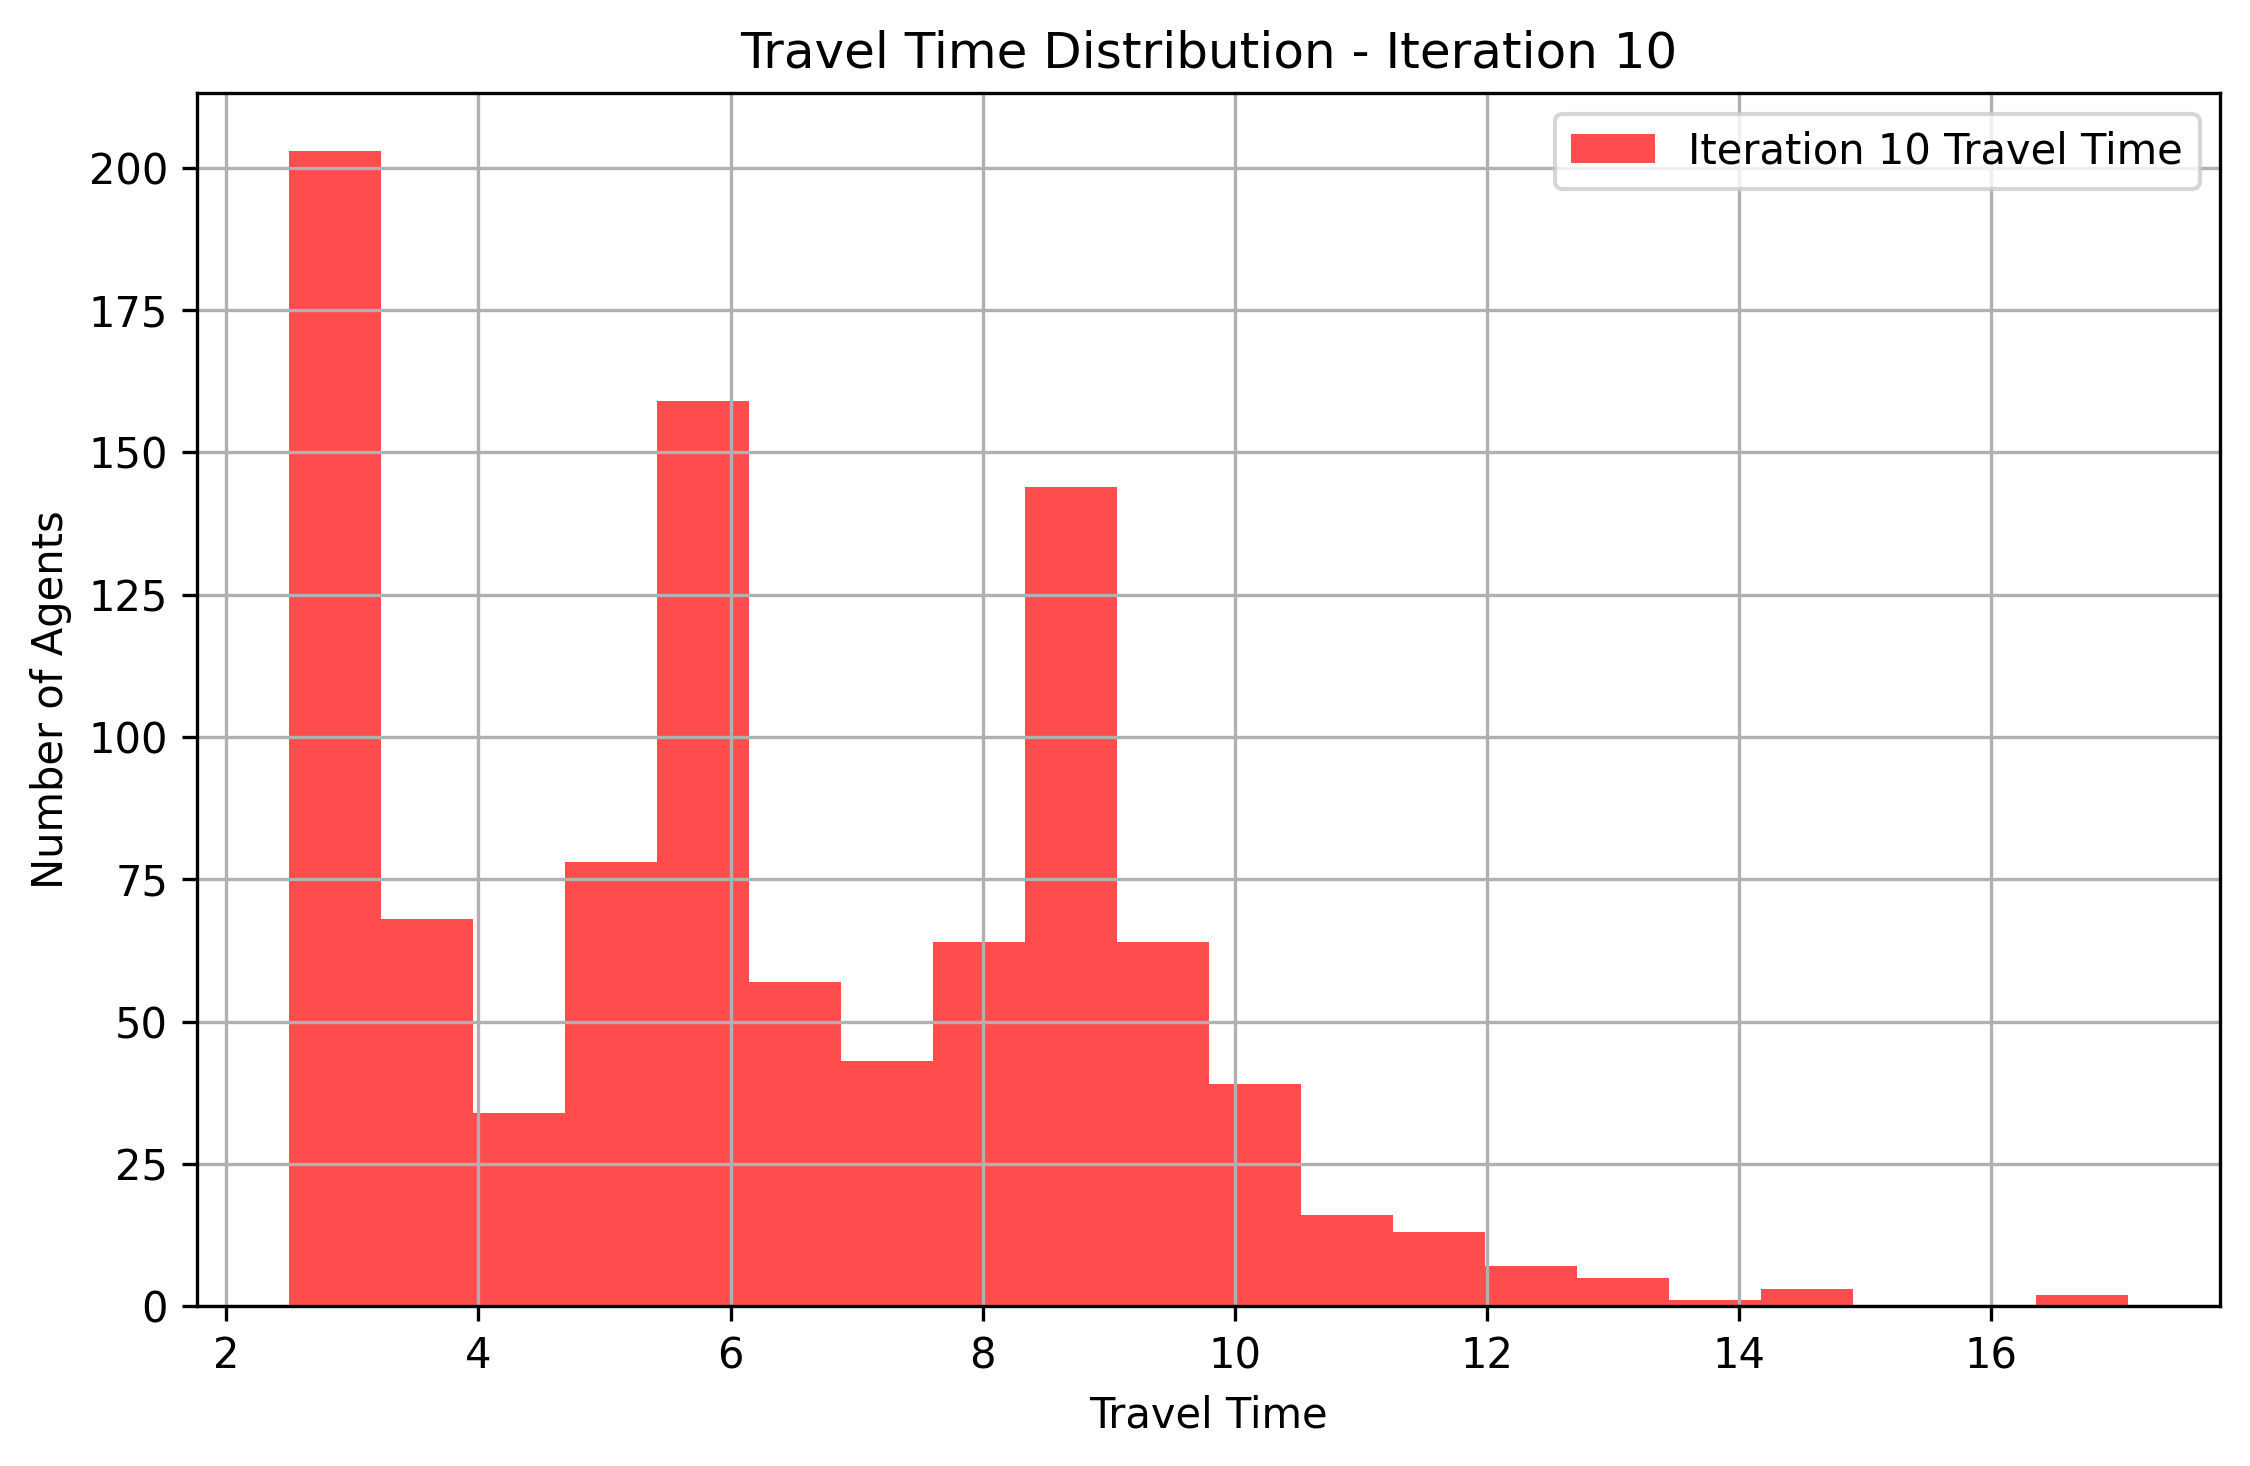 Travel Time Distribution - Iteration 10
Iteration 10 Travel Time
Number of Agents
200
175
150
125
100
75
50
25
0
2 4 6 8 10 12 14 16
Travel Time